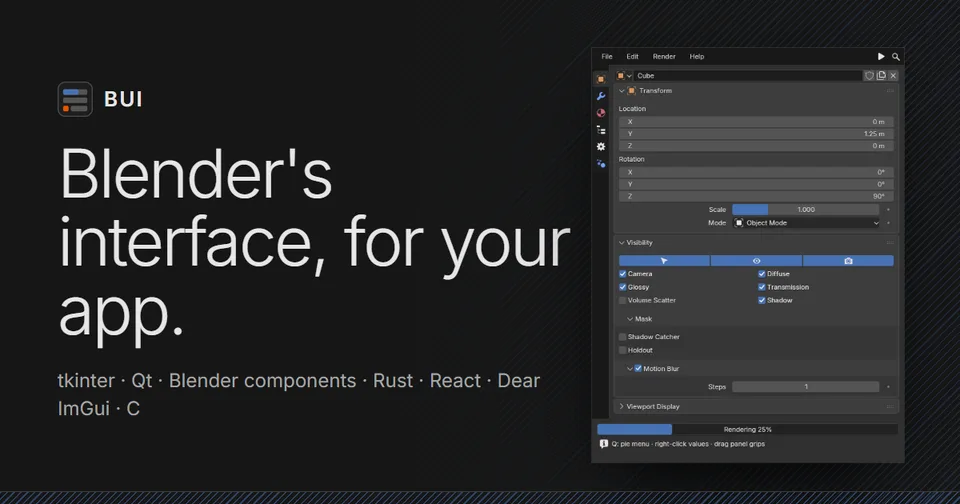 BUI
Blender's
interface, for your
app.
tkinter · Qt · Blender components · Rust · React · Dear
ImGui · C
File Edit Render Help
Cube
Transform
Location
X 0 m
Y 1.25 m
Z 0 m
Rotation
X 0°
Y 0°
Z 90°
Scale 1.000
Mode Object Mode
Visibility
Camera Diffuse
Glossy Transmission
Volume Scatter Shadow
Mask
Shadow Catcher
Holdout
Motion Blur
Steps 1
Viewport Display
Rendering 25%
Q: pie menu · right-click values · drag panel grips